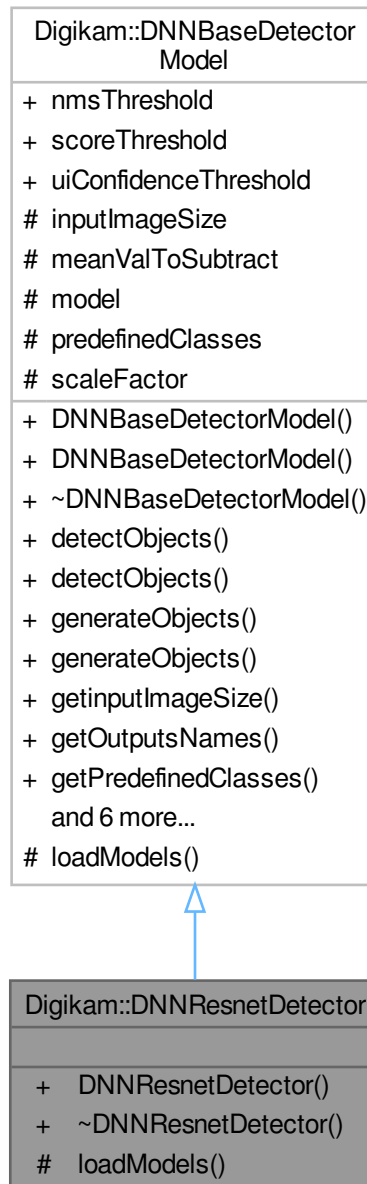 Digikam::DNNBaseDetector
Model
+ nmsThreshold
+ scoreThreshold
+ uiConfidenceThreshold
# inputImageSize
# meanValToSubtract
# model
# predefinedClasses
# scaleFactor
+ DNNBaseDetectorModel()
+ DNNBaseDetectorModel()
+ ~DNNBaseDetectorModel()
+ detectObjects()
+ detectObjects()
+ generateObjects()
+ generateObjects()
+ getinputImageSize()
+ getOutputsNames()
+ getPredefinedClasses()
and 6 more...
# loadModels()
Digikam::DNNResnetDetector
+ DNNResnetDetector()
+ ~DNNResnetDetector()
# loadModels()